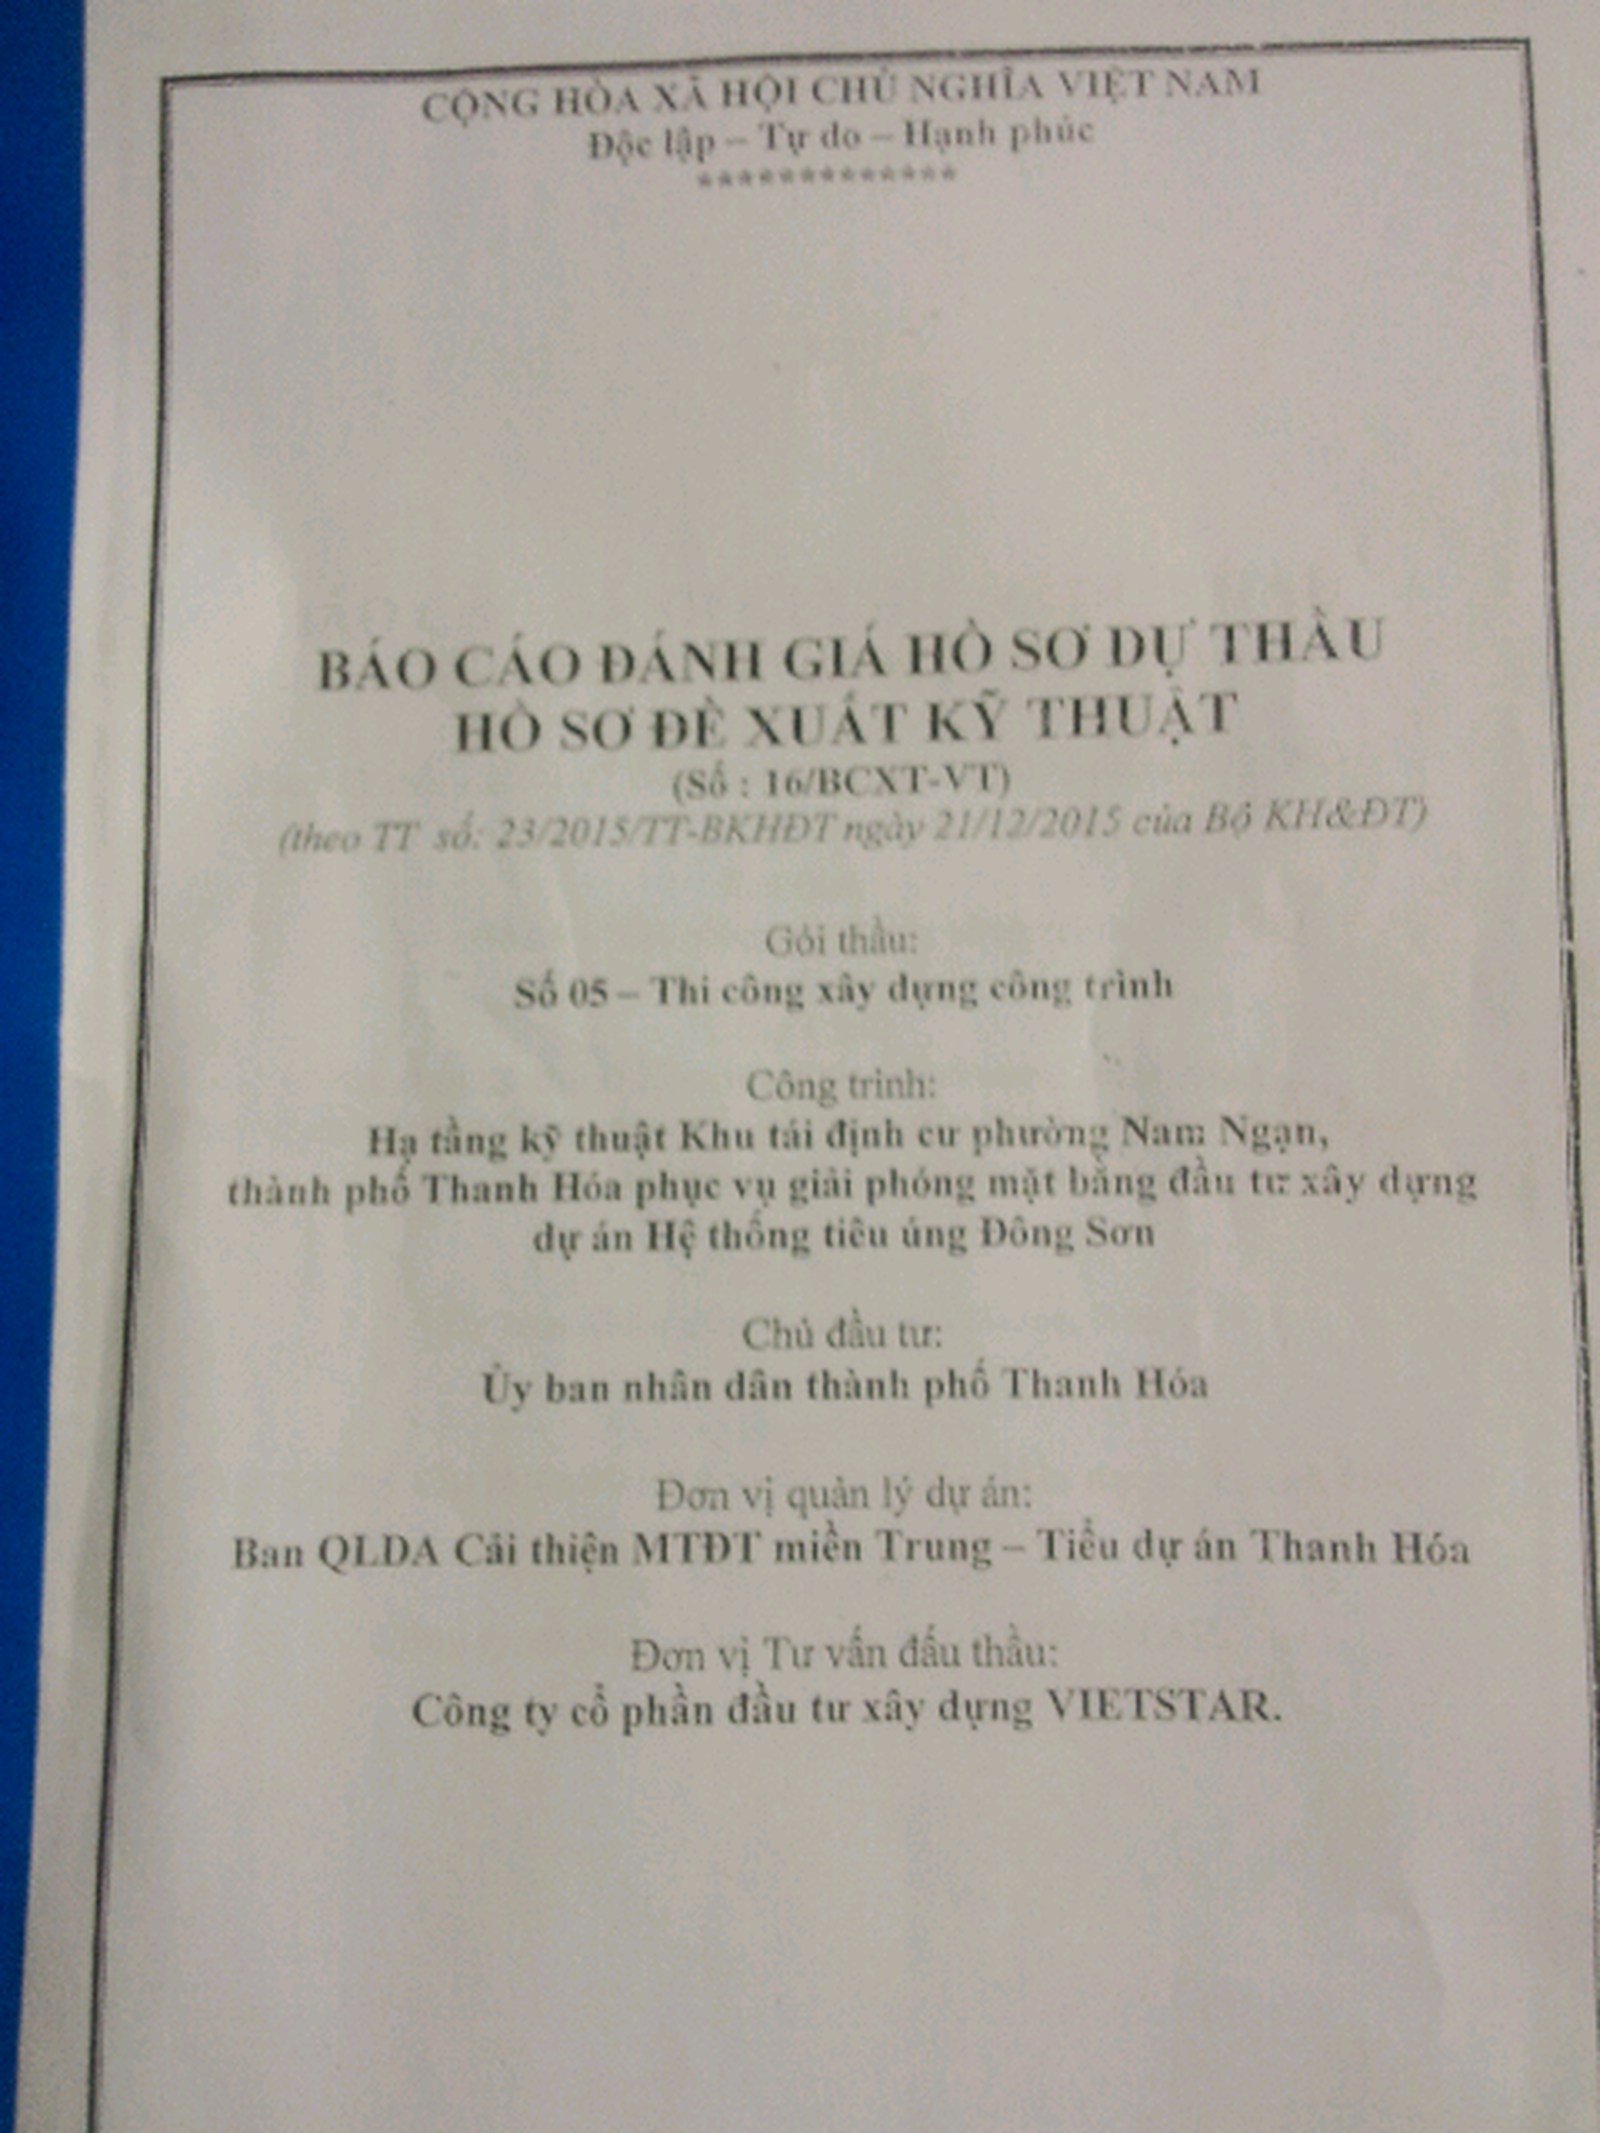 CỘNG HÒA XÃ HỘI CHỦ NGHĨA VIỆT NAM
Độc lập – Tự do – Hạnh phúc
*************
BÁO CÁO ĐÁNH GIÁ HỒ SƠ DỰ THẦU
HỒ SƠ ĐỀ XUẤT KỸ THUẬT
(Số : 16/BCXT-VT)
(theo TT số: 23/2015/TT-BKHĐT ngày 21/12/2015 của Bộ KH&ĐT)
Gói thầu:
Số 05 – Thi công xây dựng công trình
Công trình:
Hạ tầng kỹ thuật Khu tái định cư phường Nam Ngạn,
thành phố Thanh Hóa phục vụ giải phóng mặt bằng đầu tư xây dựng
dự án Hệ thống tiêu úng Đông Sơn
Chủ đầu tư:
Ủy ban nhân dân thành phố Thanh Hóa
Đơn vị quản lý dự án:
Ban QLDA Cải thiện MTĐT miền Trung – Tiểu dự án Thanh Hóa
Đơn vị Tư vấn đấu thầu:
Công ty cổ phần đầu tư xây dựng VIETSTAR.